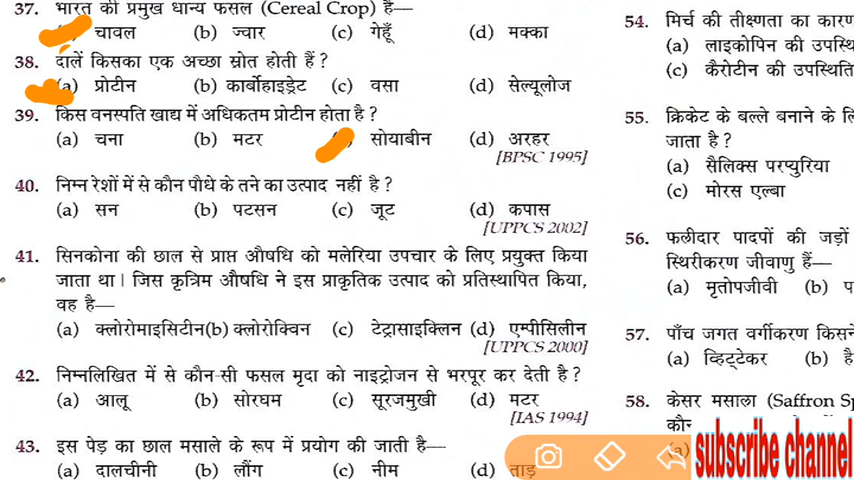 37. भारत की प्रमुख धान्य फसल (Cereal Crop) है—
चावल (b) ज्वार (c) गेहूँ (d) मक्का
38. दालें किसका एक अच्छा स्रोत होती हैं ?
(a) प्रोटीन (b) कार्बोहाइड्रेट (c) वसा (d) सेल्यूलोज
39. किस वनस्पति खाद्य में अधिकतम प्रोटीन होता है ?
(a) चना (b) मटर सोयाबीन (d) अरहर
[BPSC 1995]
40. निम्न रेशों में से कौन पौधे के तने का उत्पाद नहीं है ?
(a) सन (b) पटसन (c) जूट (d) कपास
[UPPCS 2002]
41. सिनकोना की छाल से प्राप्त औषधि को मलेरिया उपचार के लिए प्रयुक्त किया
जाता था। जिस कृत्रिम औषधि ने इस प्राकृतिक उत्पाद को प्रतिस्थापित किया,
वह है—
(a) क्लोरोमाइसिटीन(b) क्लोरोक्विन (c) टेट्रासाइक्लिन (d) एम्पीसिलीन
[UPPCS 2000]
42. निम्नलिखित में से कौन-सी फसल मृदा को नाइट्रोजन से भरपूर कर देती है ?
(a) आलू (b) सोरघम (c) सूरजमुखी (d) मटर
[IAS 1994]
43. इस पेड़ का छाल मसाले के रूप में प्रयोग की जाती है—
(a) दालचीनी (b) लौंग (c) नीम (d) ताड़
54. मिर्च की तीक्ष्णता का कारण
(a) लाइकोपिन की
(c) कैरोटीन की
55. क्रिकेट के बल्ले बनाने के
जाता है ?
(a) सैलिक्स परप्युरिया
(c) मोरस एल्बा
56. फलीदार पादपों की जड़ों
स्थिरीकरण जीवाणु हैं—
(a) मृतोपजीवी (b)
57. पाँच जगत वर्गीकरण
(a) व्हिट्टेकर (b)
58. केसर मसाला (Saffron
(a)
subscribe channel